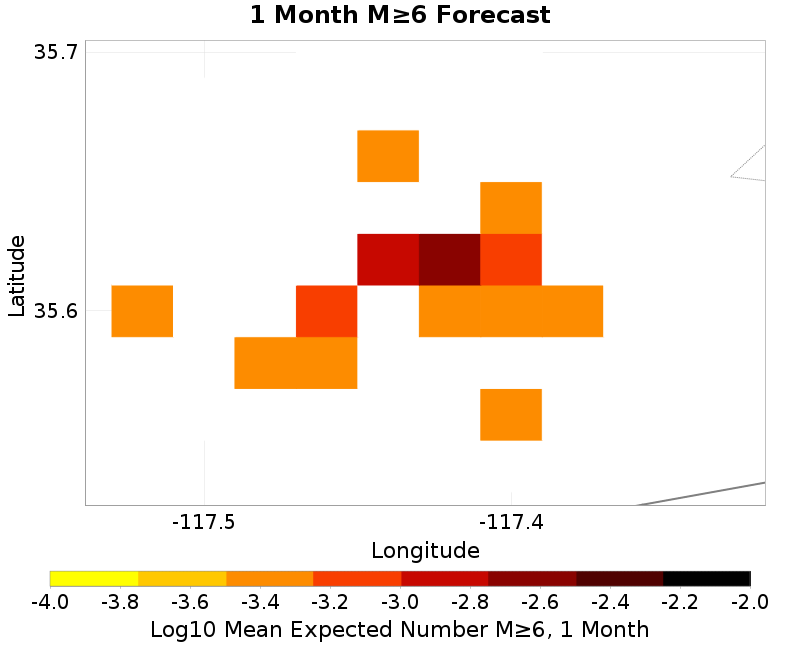 1 Month M≥6 Forecast
35.7
35.6
Latitude
-117.5 -117.4
Longitude
-4.0 -3.8 -3.6 -3.4 -3.2 -3.0 -2.8 -2.6 -2.4 -2.2 -2.0
Log10 Mean Expected Number M≥6, 1 Month